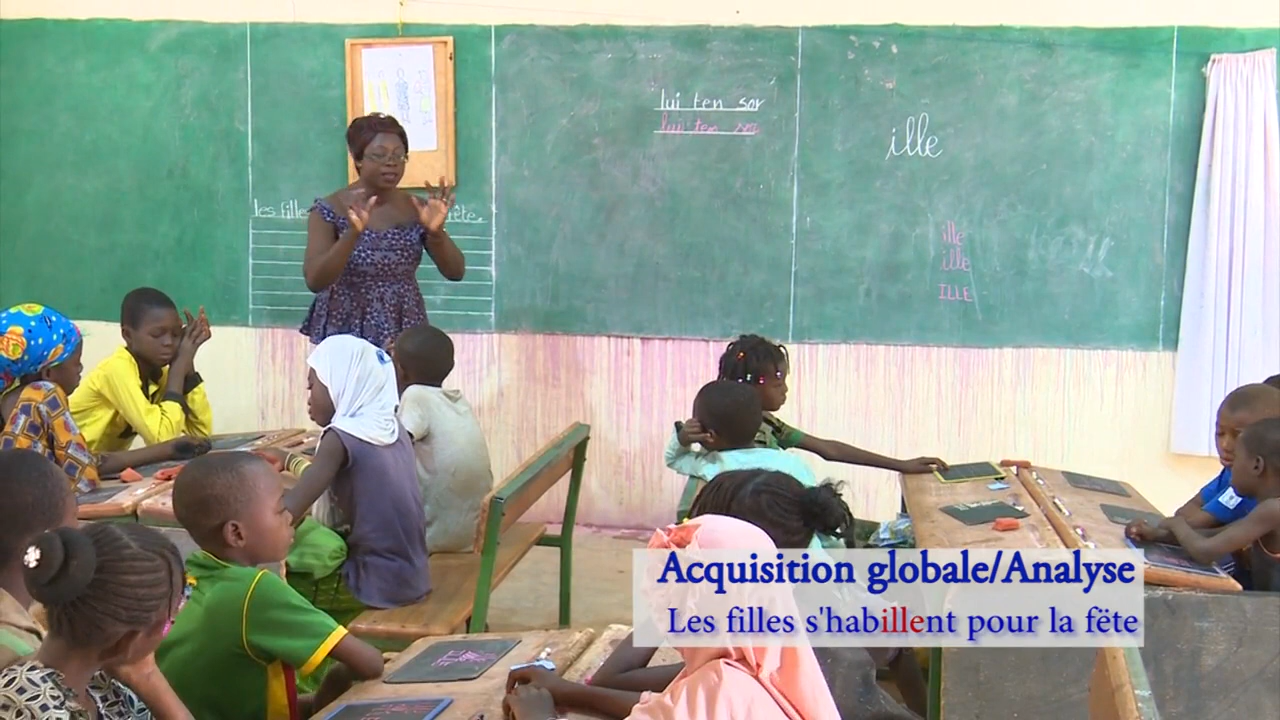 lui ten sor
lui ten
ille
les filles
fête.
ille
ille
ILLE
Acquisition globale/Analyse
Les filles s'habillent pour la fëte